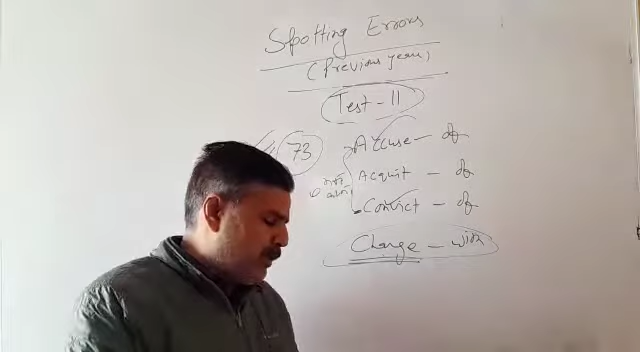 Spotting Errors
(Previous year)
Test-11
73
Accuse - of
Acquit - of
Convict - of
Charge - with